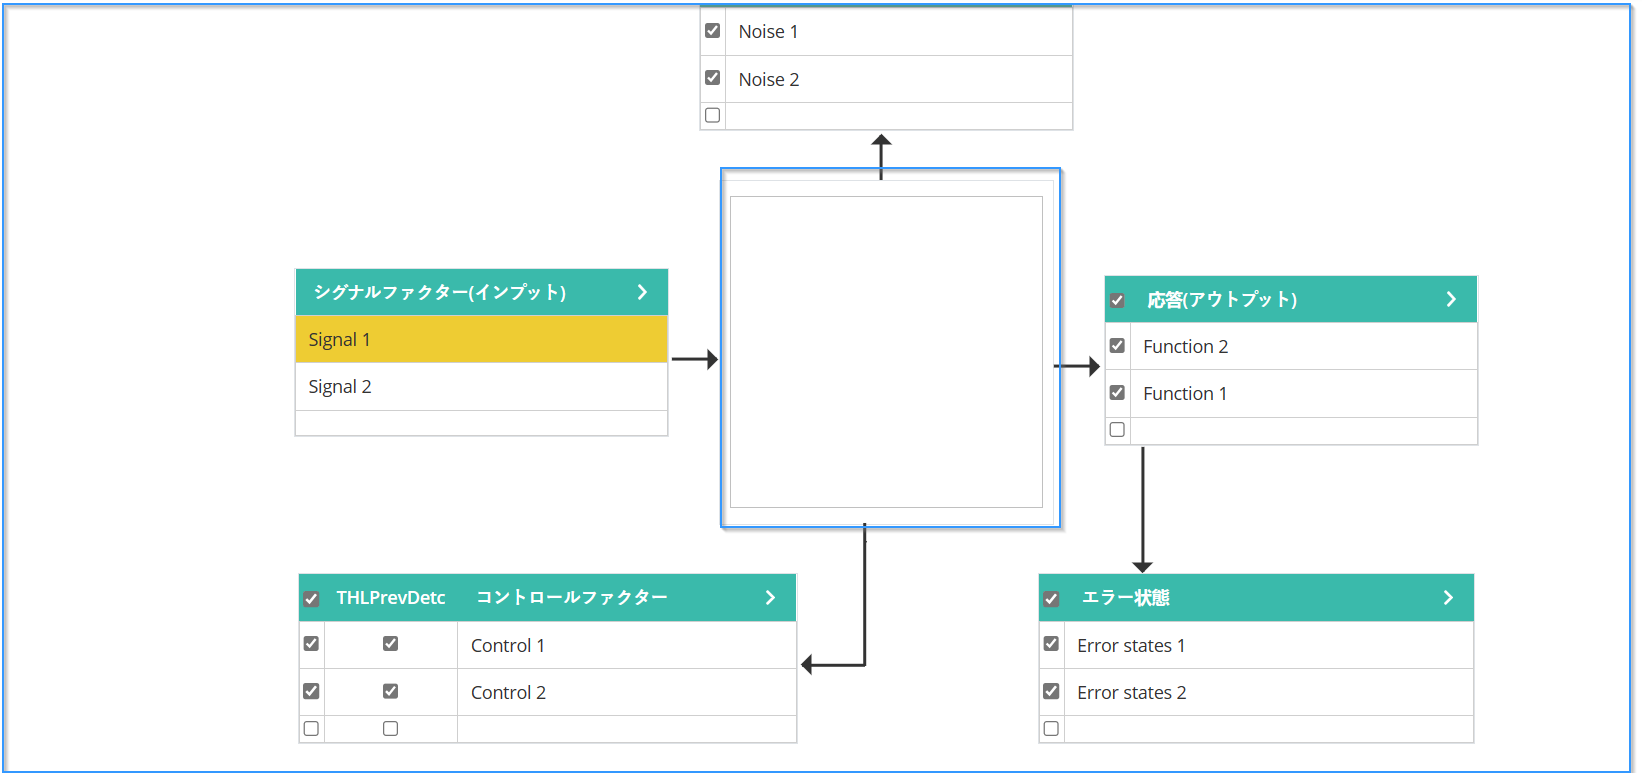 Noise 1
Noise 2
シグナルファクター(インプット)
Signal 1
Signal 2
応答(アウトプット)
Function 2
Function 1
THLPrevDetc コントロールファクター
Control 1
Control 2
エラー状態
Error states 1
Error states 2